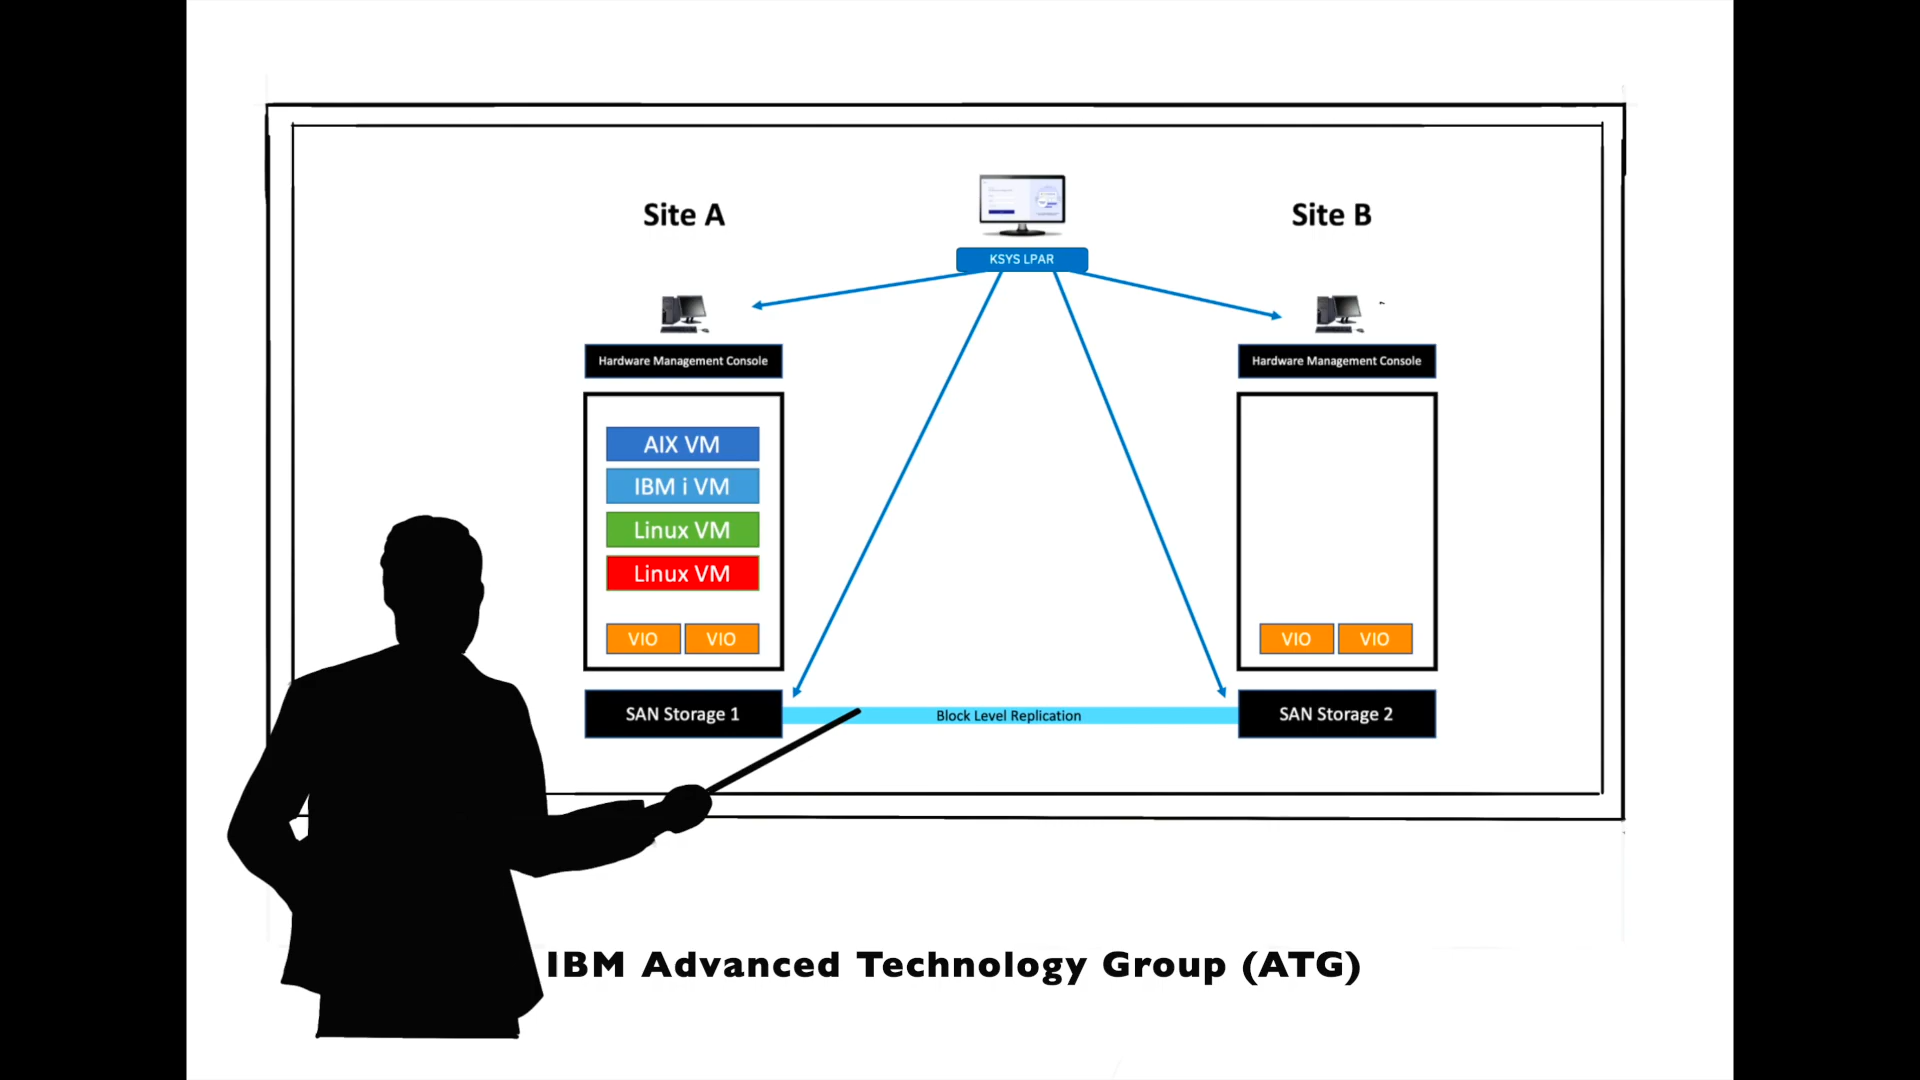 Site A
Site B
KSYS LPAR
Hardware Management Console
Hardware Management Console
AIX VM
IBM i VM
Linux VM
Linux VM
VIO VIO
VIO VIO
SAN Storage 1
Block Level Replication
SAN Storage 2
IBM Advanced Technology Group (ATG)